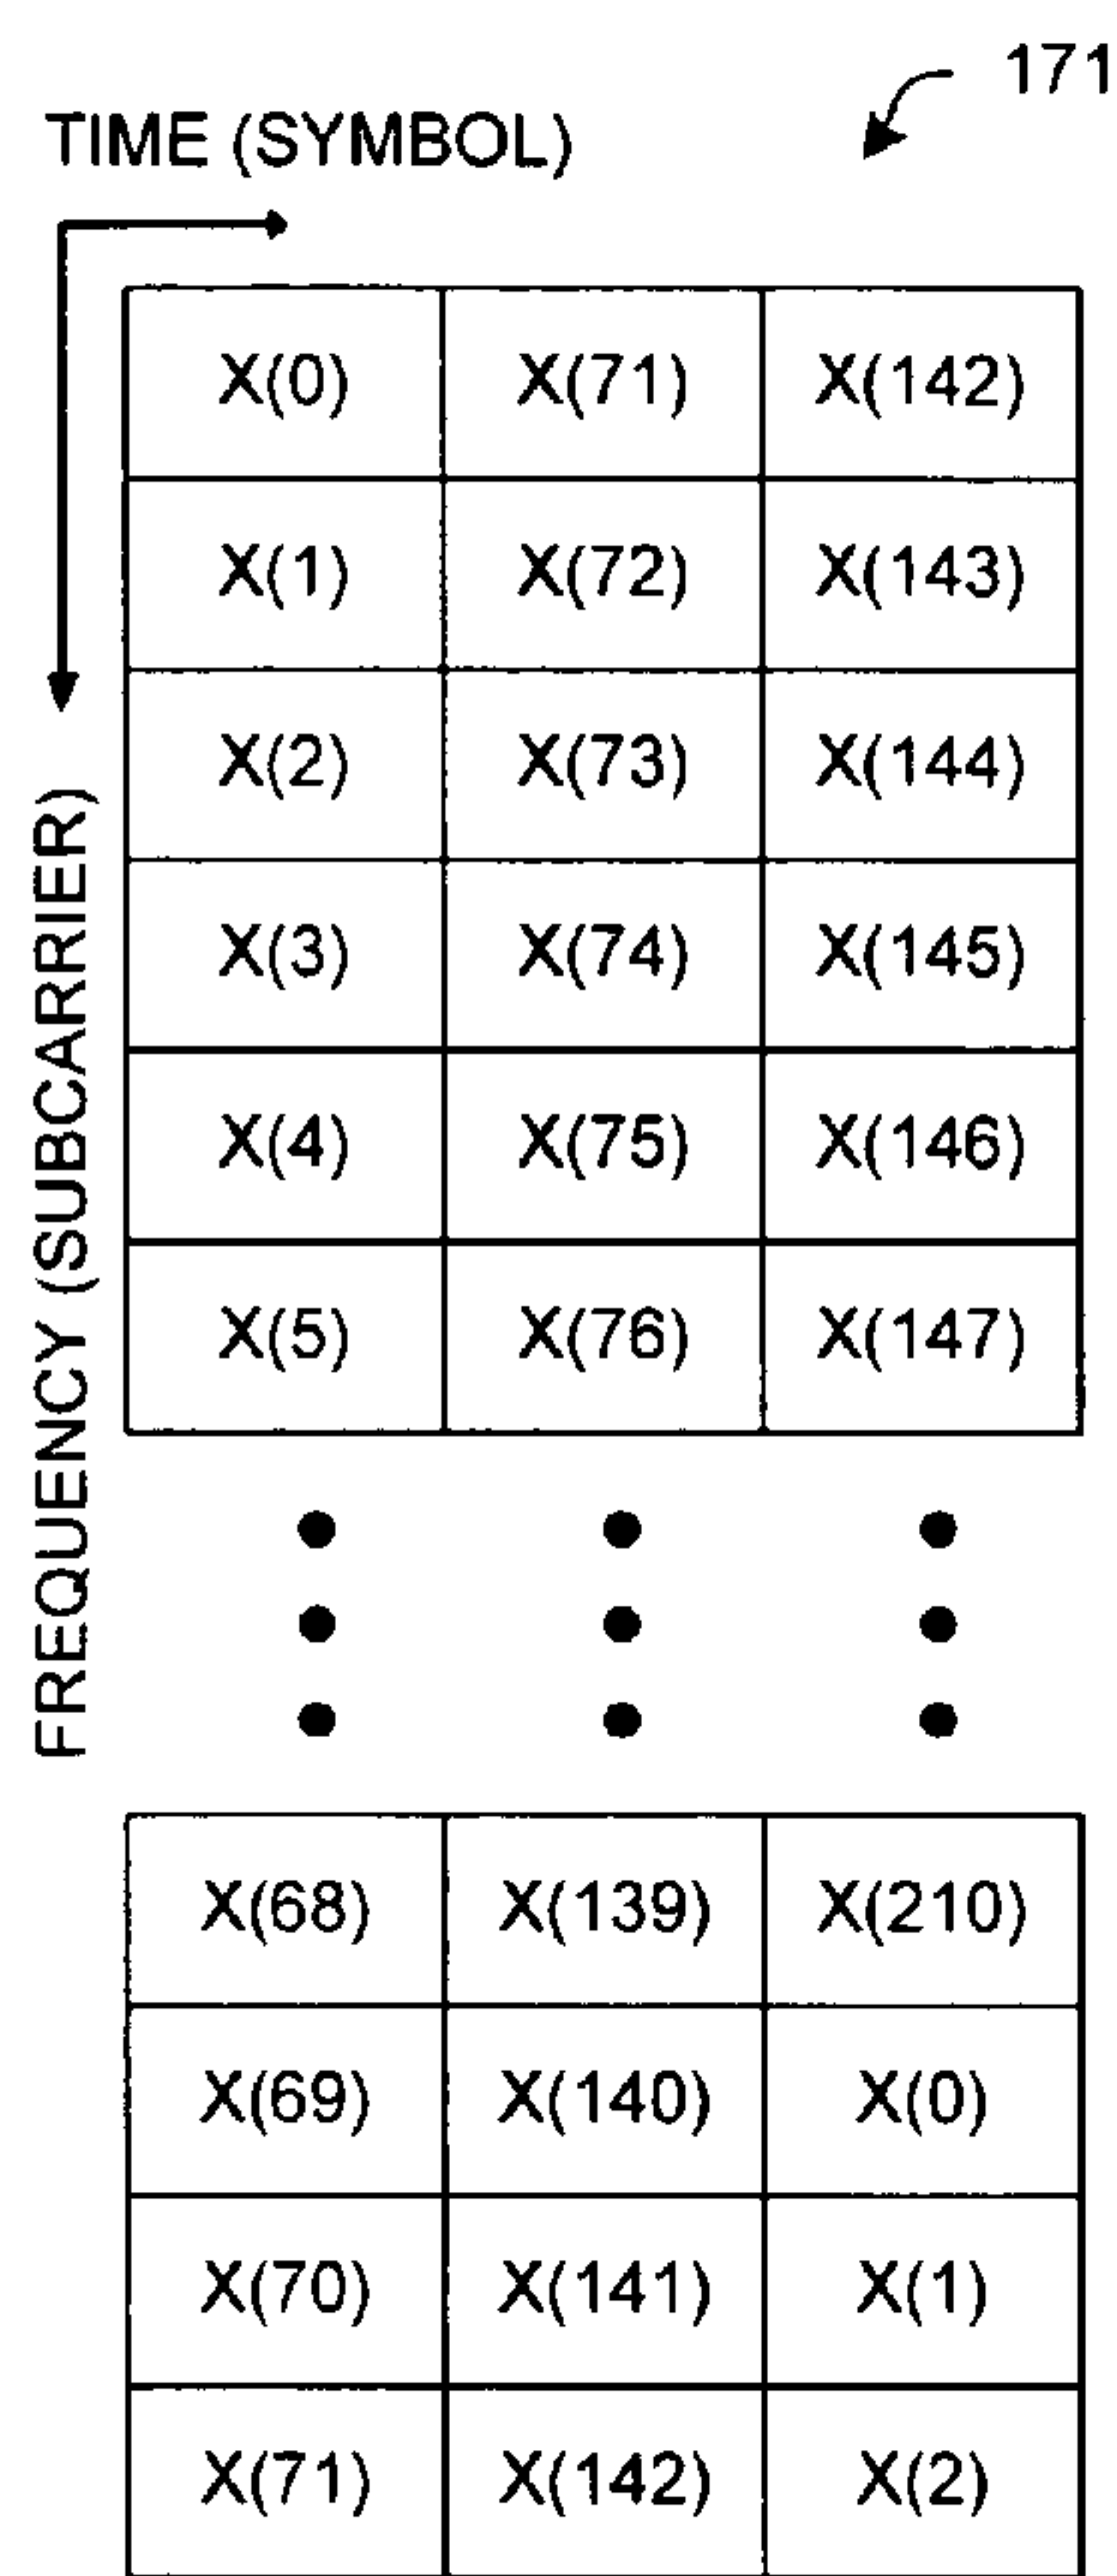 171
TIME (SYMBOL)
FREQUENCY (SUBCARRIER)
X(0) X(71) X(142)
X(1) X(72) X(143)
X(2) X(73) X(144)
X(3) X(74) X(145)
X(4) X(75) X(146)
X(5) X(76) X(147)
X(68) X(139) X(210)
X(69) X(140) X(0)
X(70) X(141) X(1)
X(71) X(142) X(2)